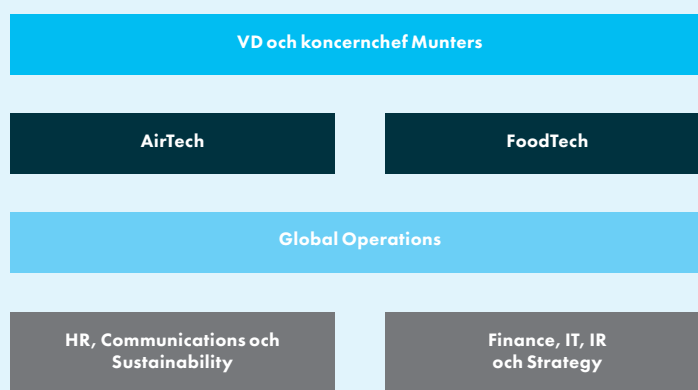 VD och koncernchef Munters
AirTech
FoodTech
Global Operations
HR, Communications och
Sustainability
Finance, IT, IR
och Strategy